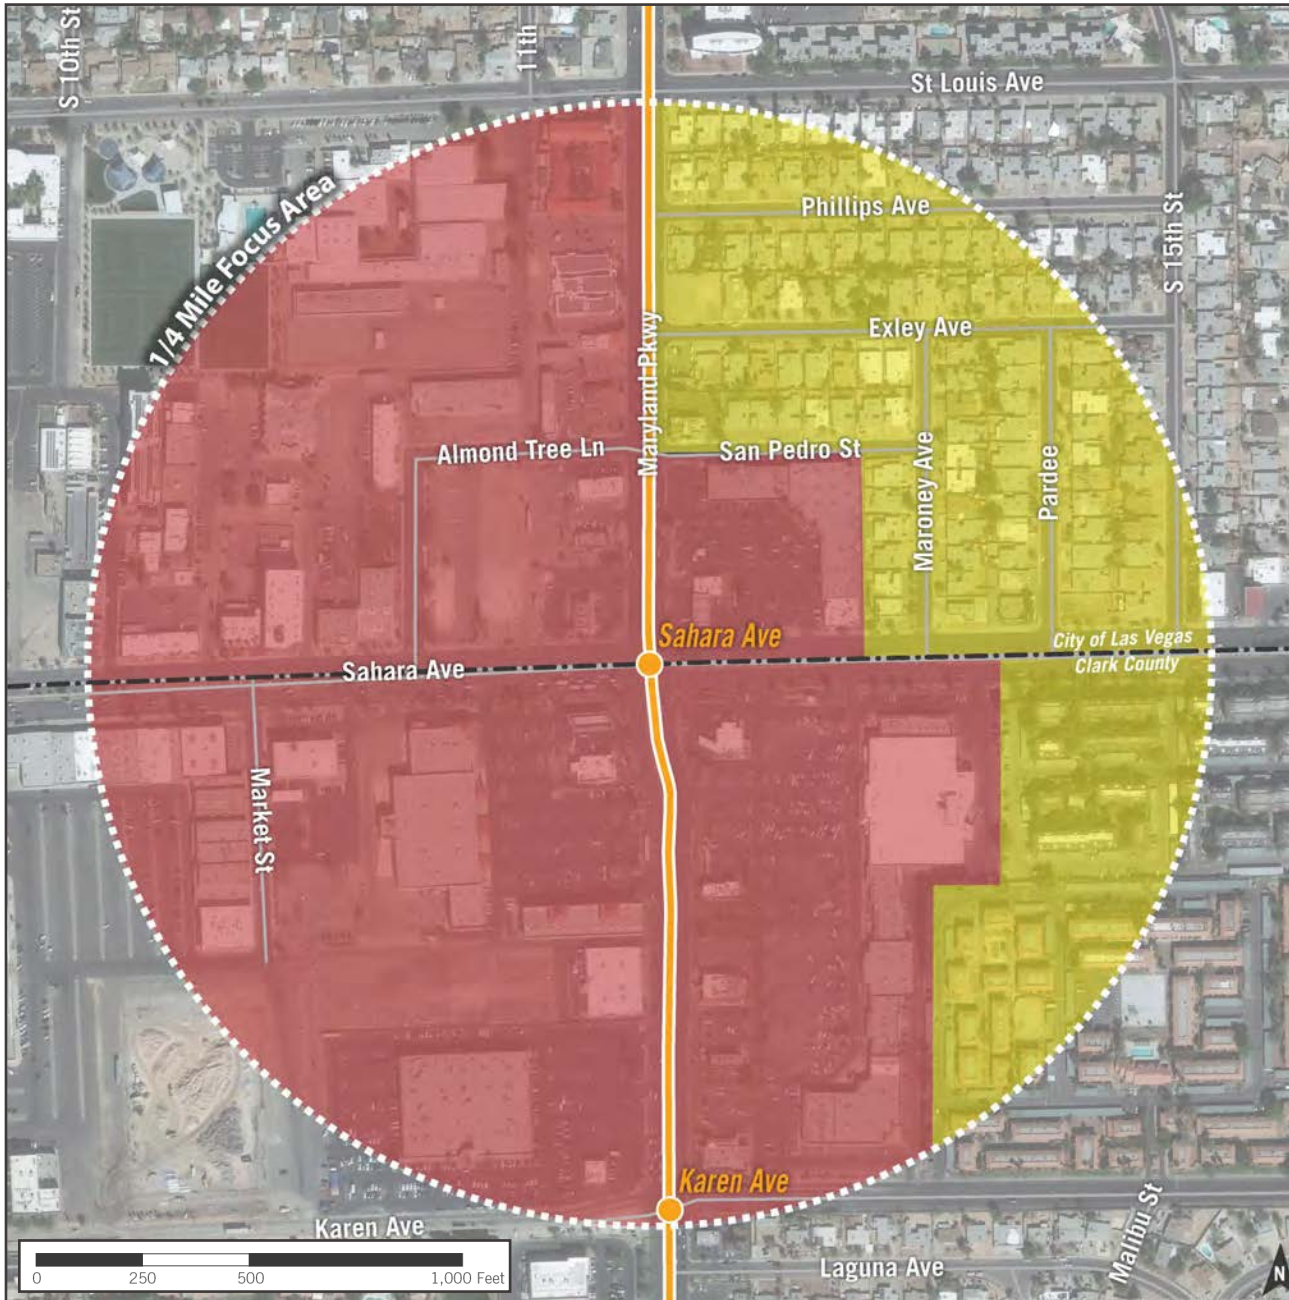 S 10th St
11th
St Louis Ave
1/4 Mile Focus Area
Phillips Ave
S 15th St
Maryland Pkwy
Exley Ave
Almond Tree Ln
San Pedro St
Maroney Ave
Pardee
Sahara Ave
City of Las Vegas
Sahara Ave
Clark County
Market St
Karen Ave
Karen Ave
Malibu St
Laguna Ave
0 250 500 1,000 Feet
N